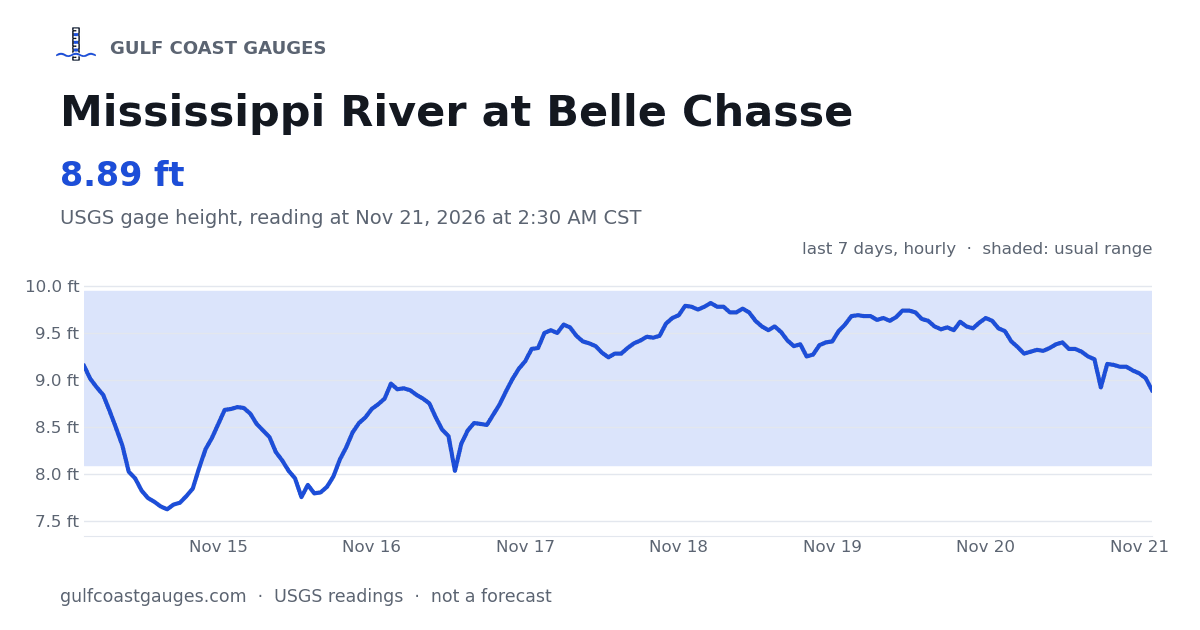 GULF COAST GAUGES
Mississippi River at Belle Chasse
8.89 ft
USGS gage height, reading at Nov 21, 2026 at 2:30 AM CST
last 7 days, hourly · shaded: usual range
10.0 ft
9.5 ft
9.0 ft
8.5 ft
8.0 ft
7.5 ft
Nov 15 Nov 16 Nov 17 Nov 18 Nov 19 Nov 20 Nov 21
gulfcoastgauges.com · USGS readings · not a forecast